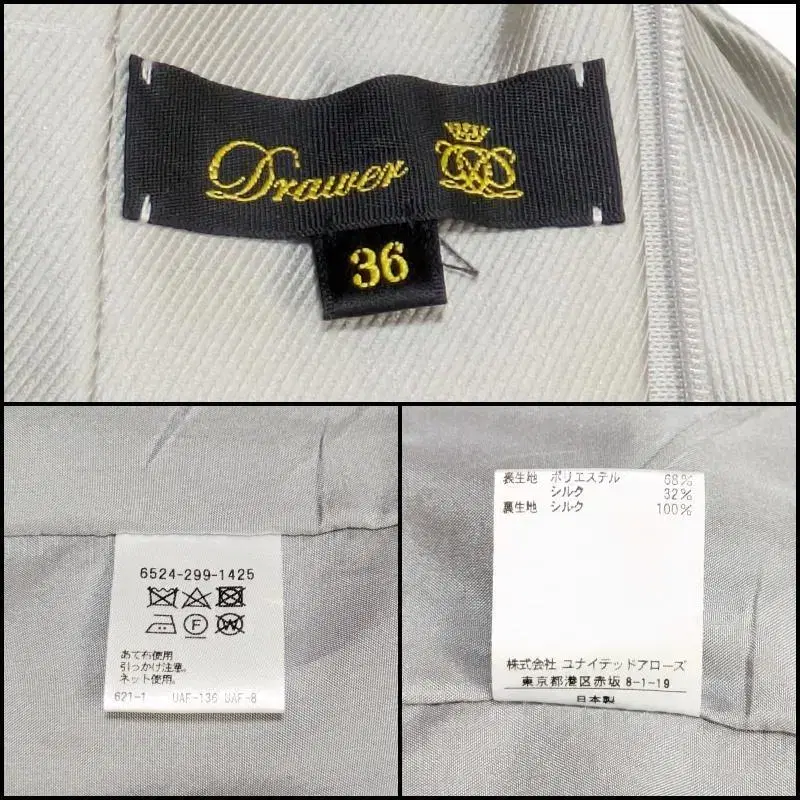 Drawer
36
6524-299-1425
F
W
あて布使用
引っかけ注意。
ネット使用。
621-1 UAF-136 UAF-8
表生地 ポリエステル 68%
シルク 32%
裏生地 シルク 100%
株式会社 ユナイテッドアローズ
東京都港区赤坂 8-1-19
日本製